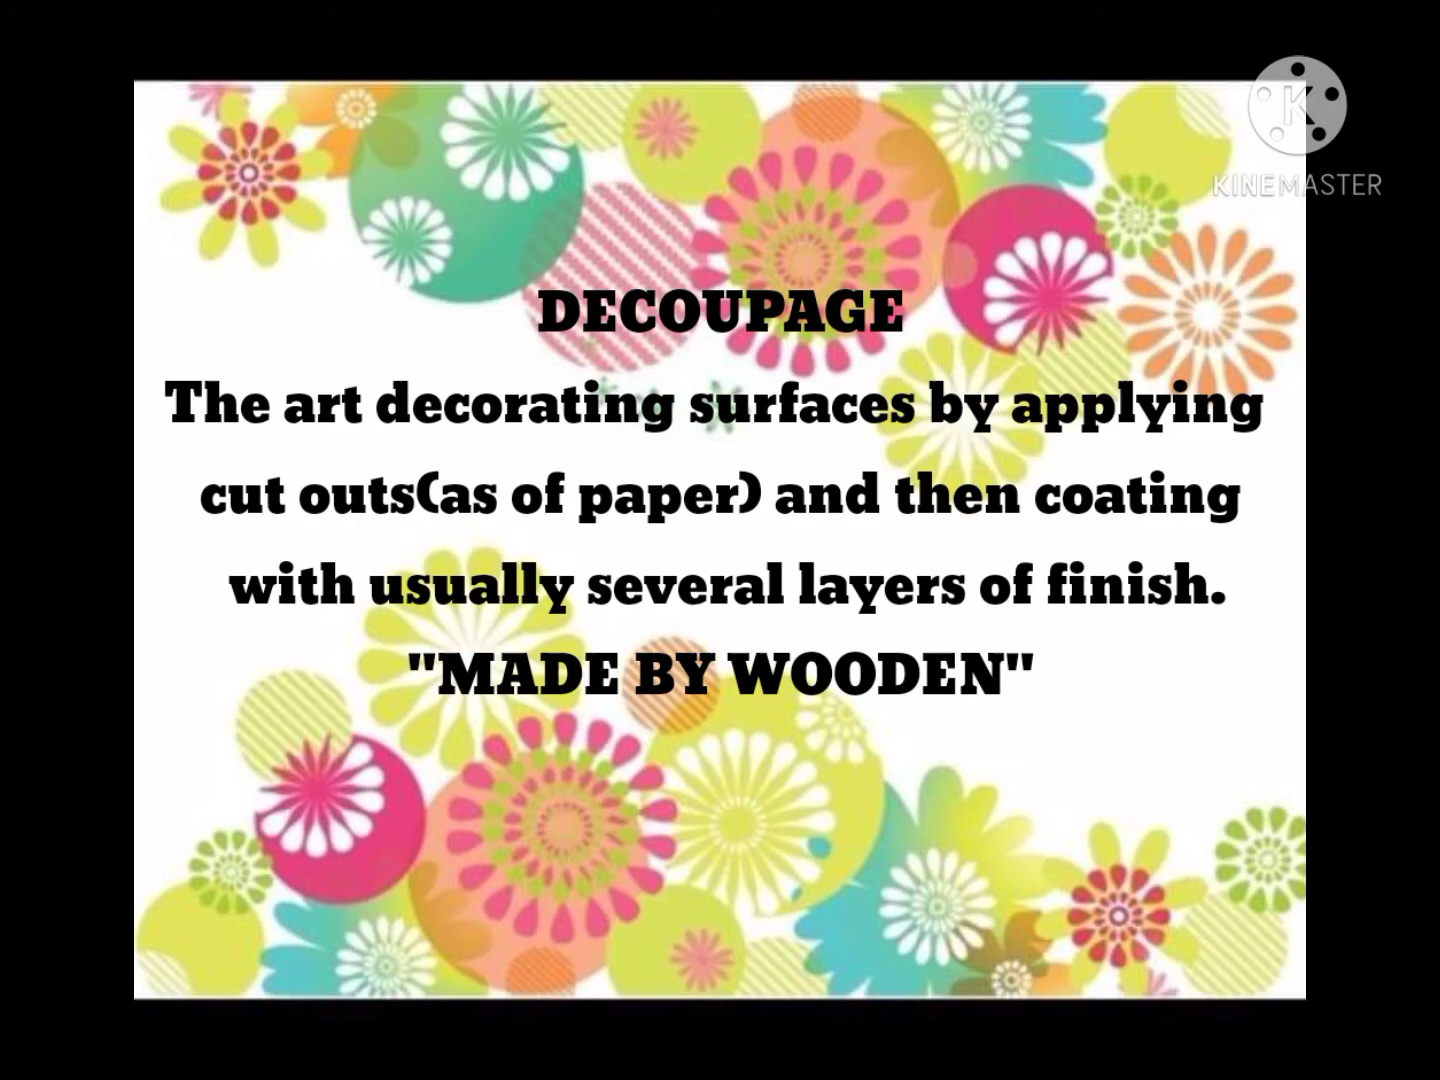 KINEMASTER
DECOUPAGE
The art decorating surfaces by applying
cut outs(as of paper) and then coating
with usually several layers of finish.
"MADE BY WOODEN"